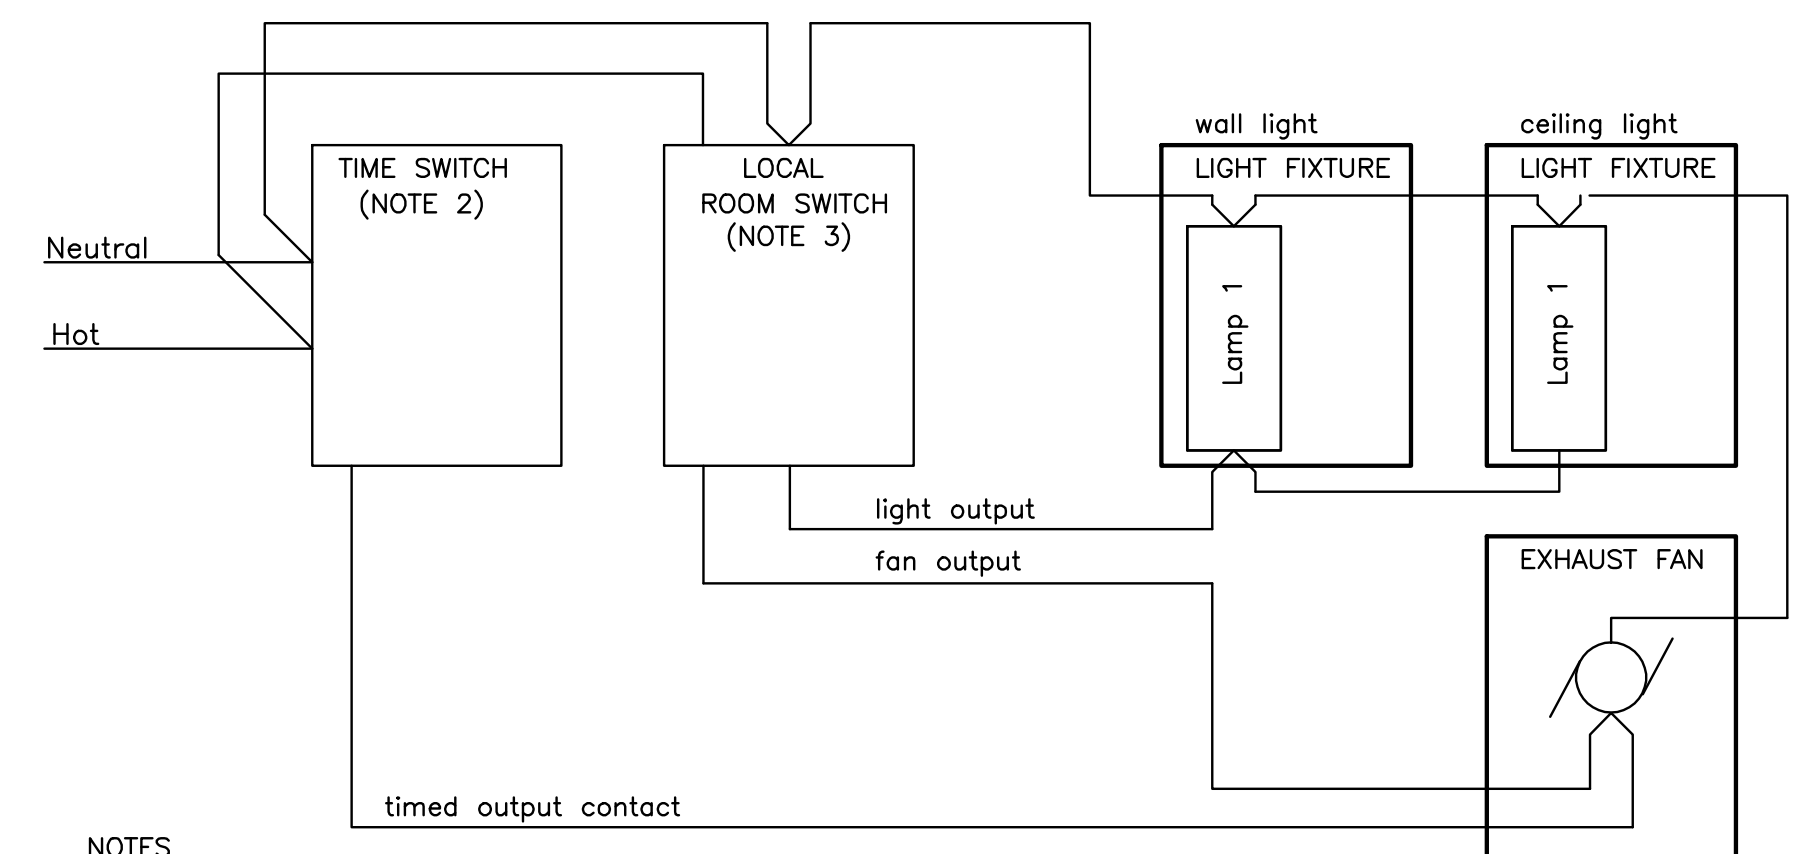 wall light
ceiling light
TIME SWITCH
(NOTE 2)
LOCAL
ROOM SWITCH
(NOTE 3)
LIGHT FIXTURE
LIGHT FIXTURE
Neutral
Hot
Lamp 1
Lamp 1
light output
fan output
EXHAUST FAN
timed output contact
NOTES